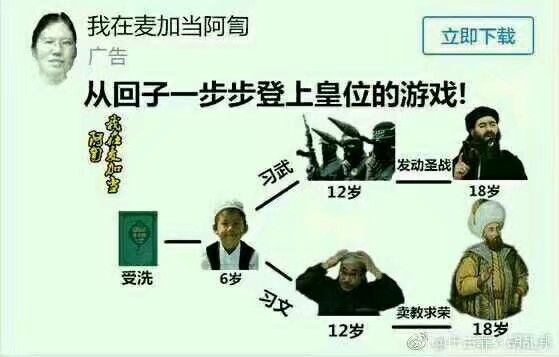 我在麦加当阿訇
广告
立即下载
从回子一步步登上皇位的游戏!
我在麦加当
阿訇
习武
12岁
发动圣战
18岁
受洗
6岁
习文
12岁
卖教求荣
18岁